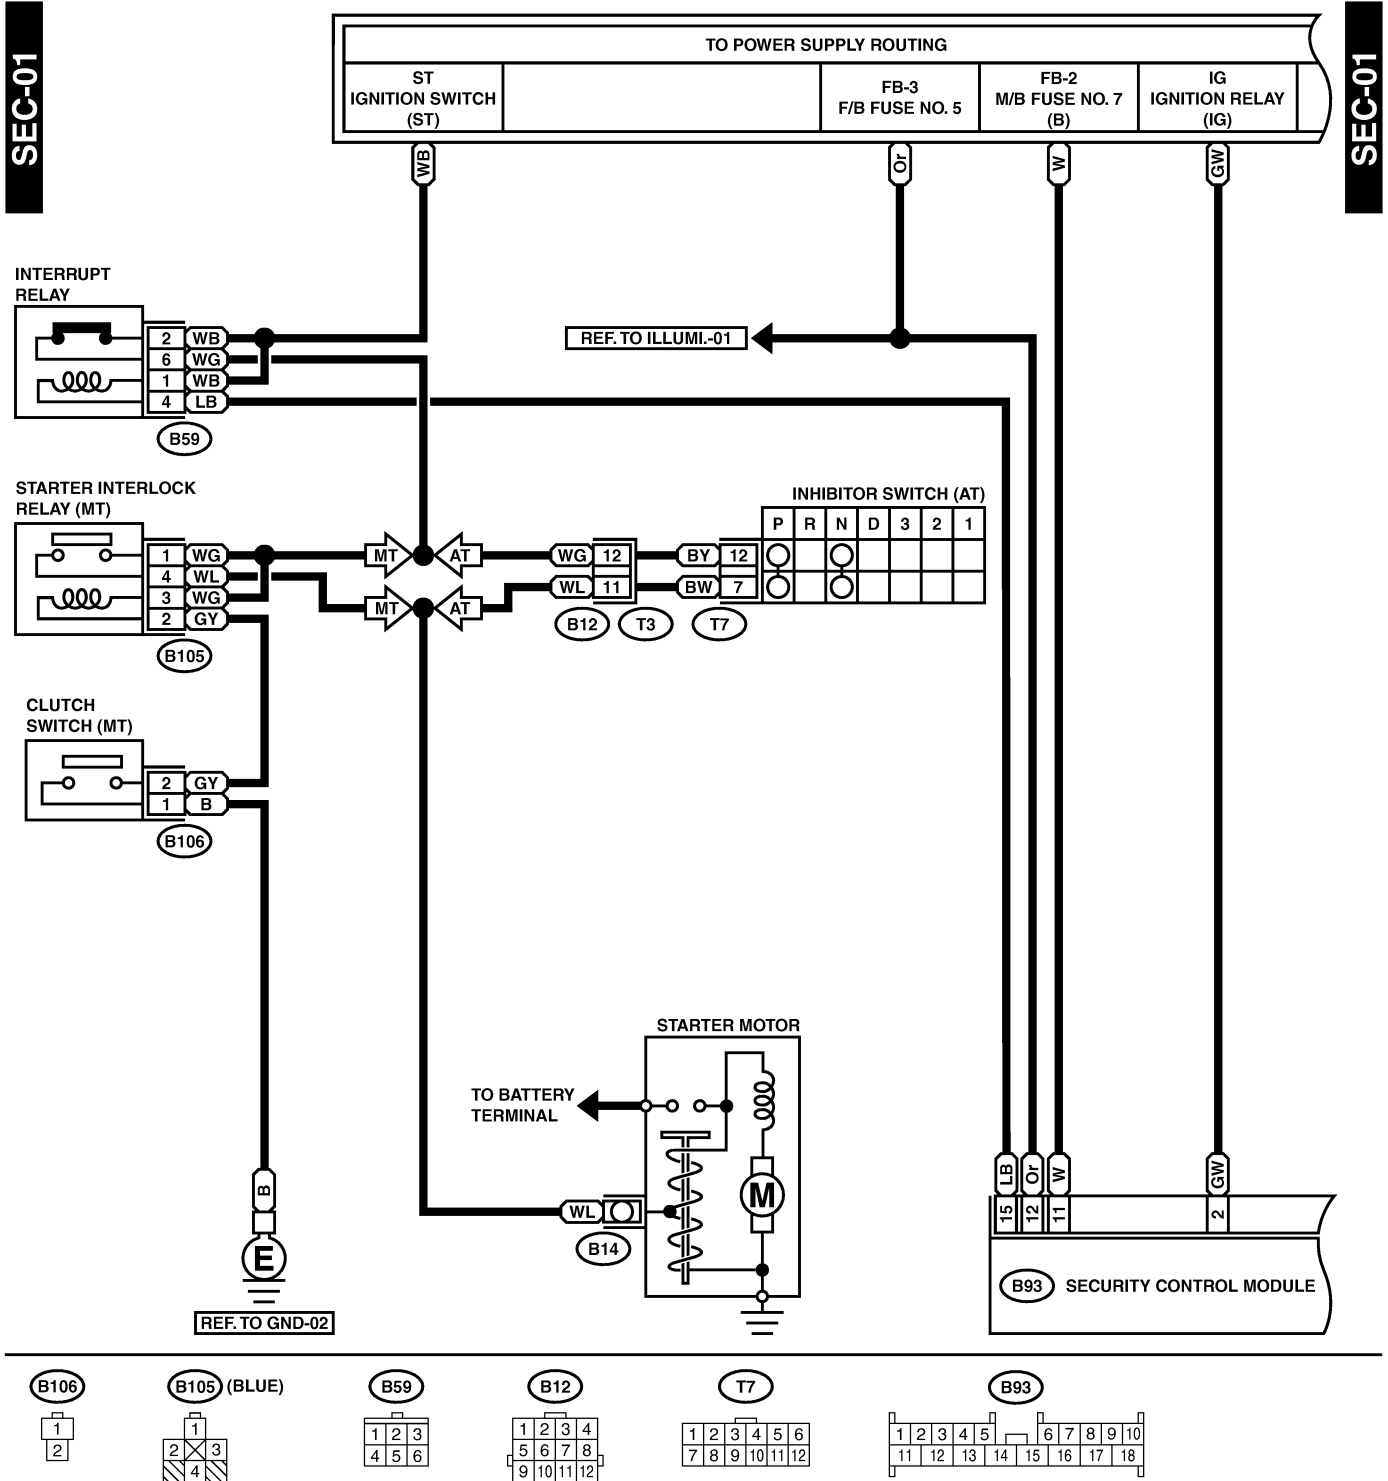 SEC-01
SEC-01
TO POWER SUPPLY ROUTING
ST
IGNITION SWITCH
(ST)
FB-3
F/B FUSE NO. 5
FB-2
M/B FUSE NO. 7
(B)
IG
IGNITION RELAY
(IG)
WB
Or
W
GW
INTERRUPT
RELAY
2 WB
6 WG
1 WB
4 LB
B59
REF. TO ILLUMI.-01
STARTER INTERLOCK
RELAY (MT)
1 WG
4 WL
3 WG
2 GY
B105
MT AT
MT AT
WG 12
WL 11
B12
T3
BY 12
BW 7
T7
INHIBITOR SWITCH (AT)
P R N D 3 2 1
CLUTCH
SWITCH (MT)
2 GY
1 B
B106
B
E
REF. TO GND-02
STARTER MOTOR
TO BATTERY
TERMINAL
M
WL
B14
LB Or W GW
15 12 11 2
B93 SECURITY CONTROL MODULE
B106
1
2
B105 (BLUE)
1
2 3
4
B59
1 2 3
4 5 6
B12
1 2 3 4
5 6 7 8
9 10 11 12
T7
1 2 3 4 5 6
7 8 9 10 11 12
B93
1 2 3 4 5 6 7 8 9 10
11 12 13 14 15 16 17 18